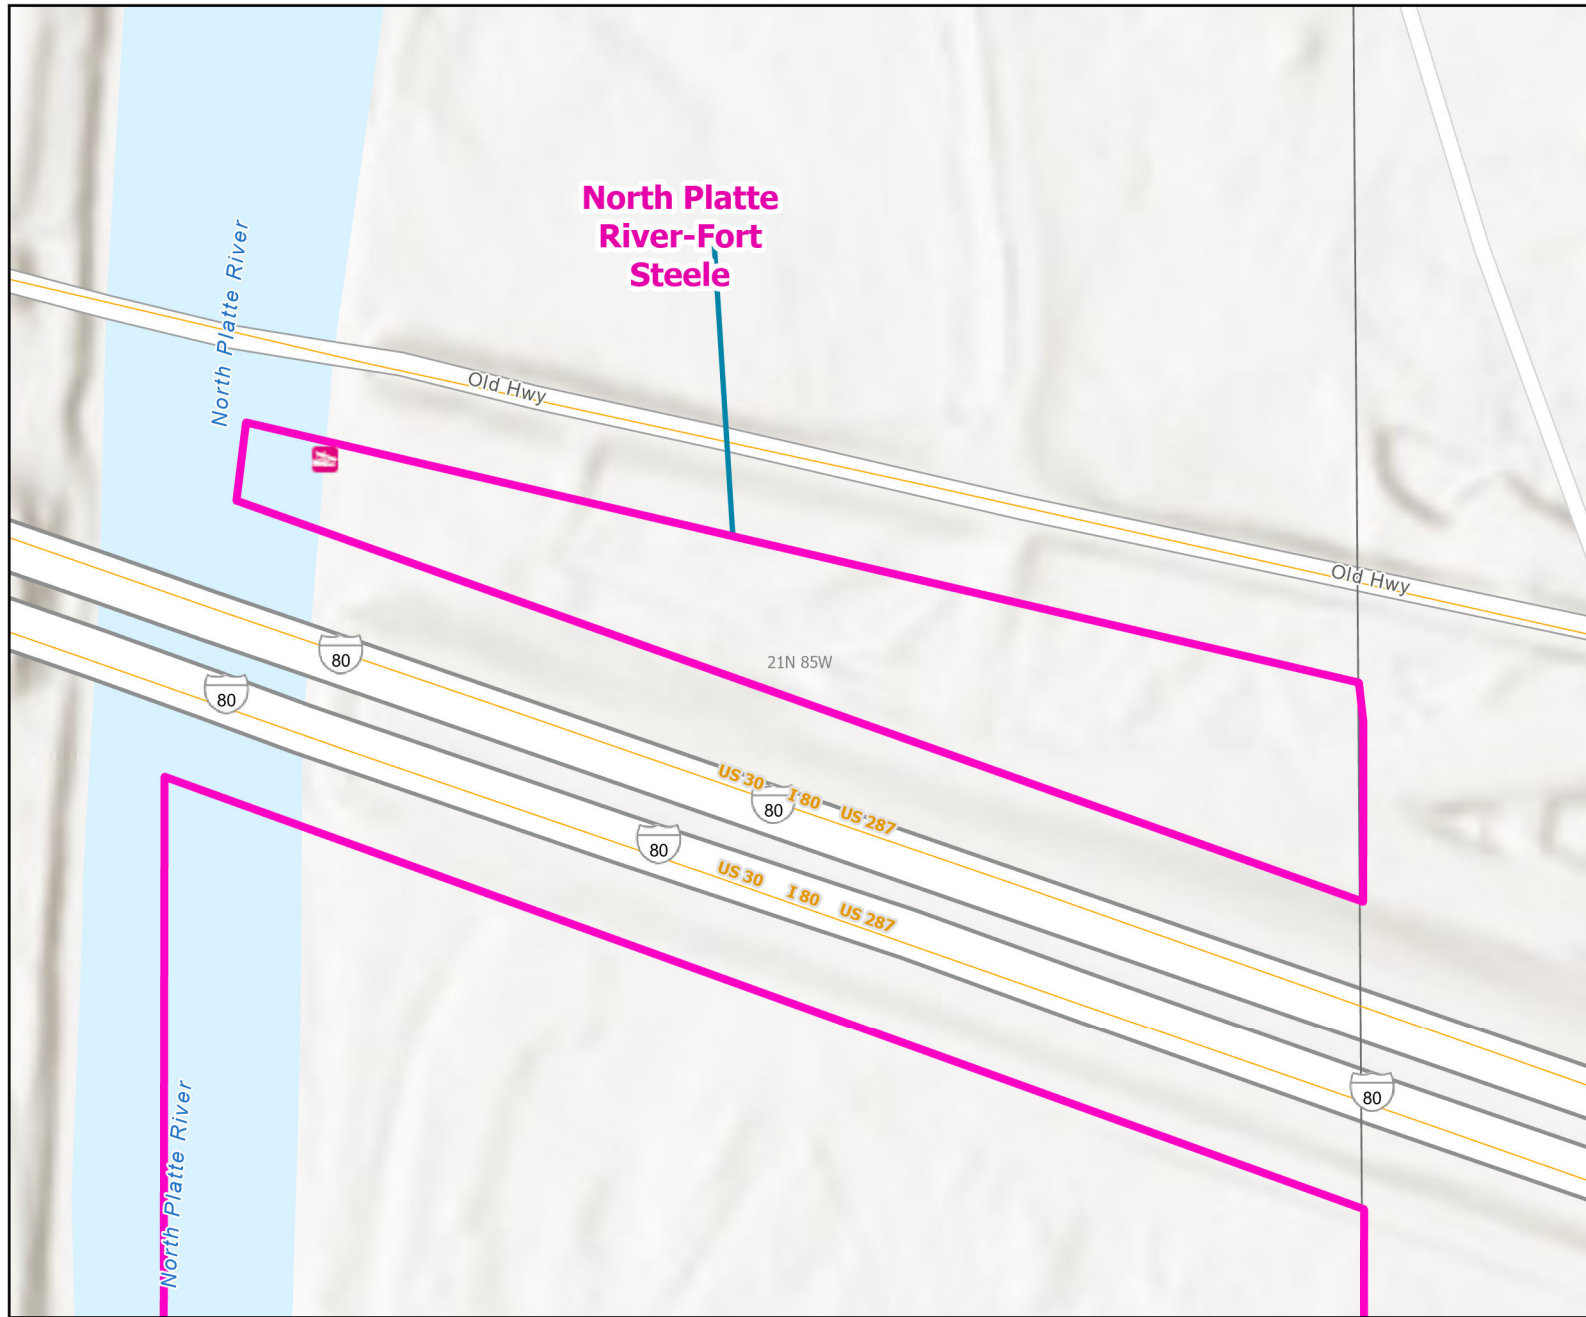 North Platte
River-Fort
Steele
North Platte River
Old Hwy
Old Hwy
21N 85W
80
80
US 30 I 80 US 287
80
80
US 30 I 80 US 287
80
North Platte River